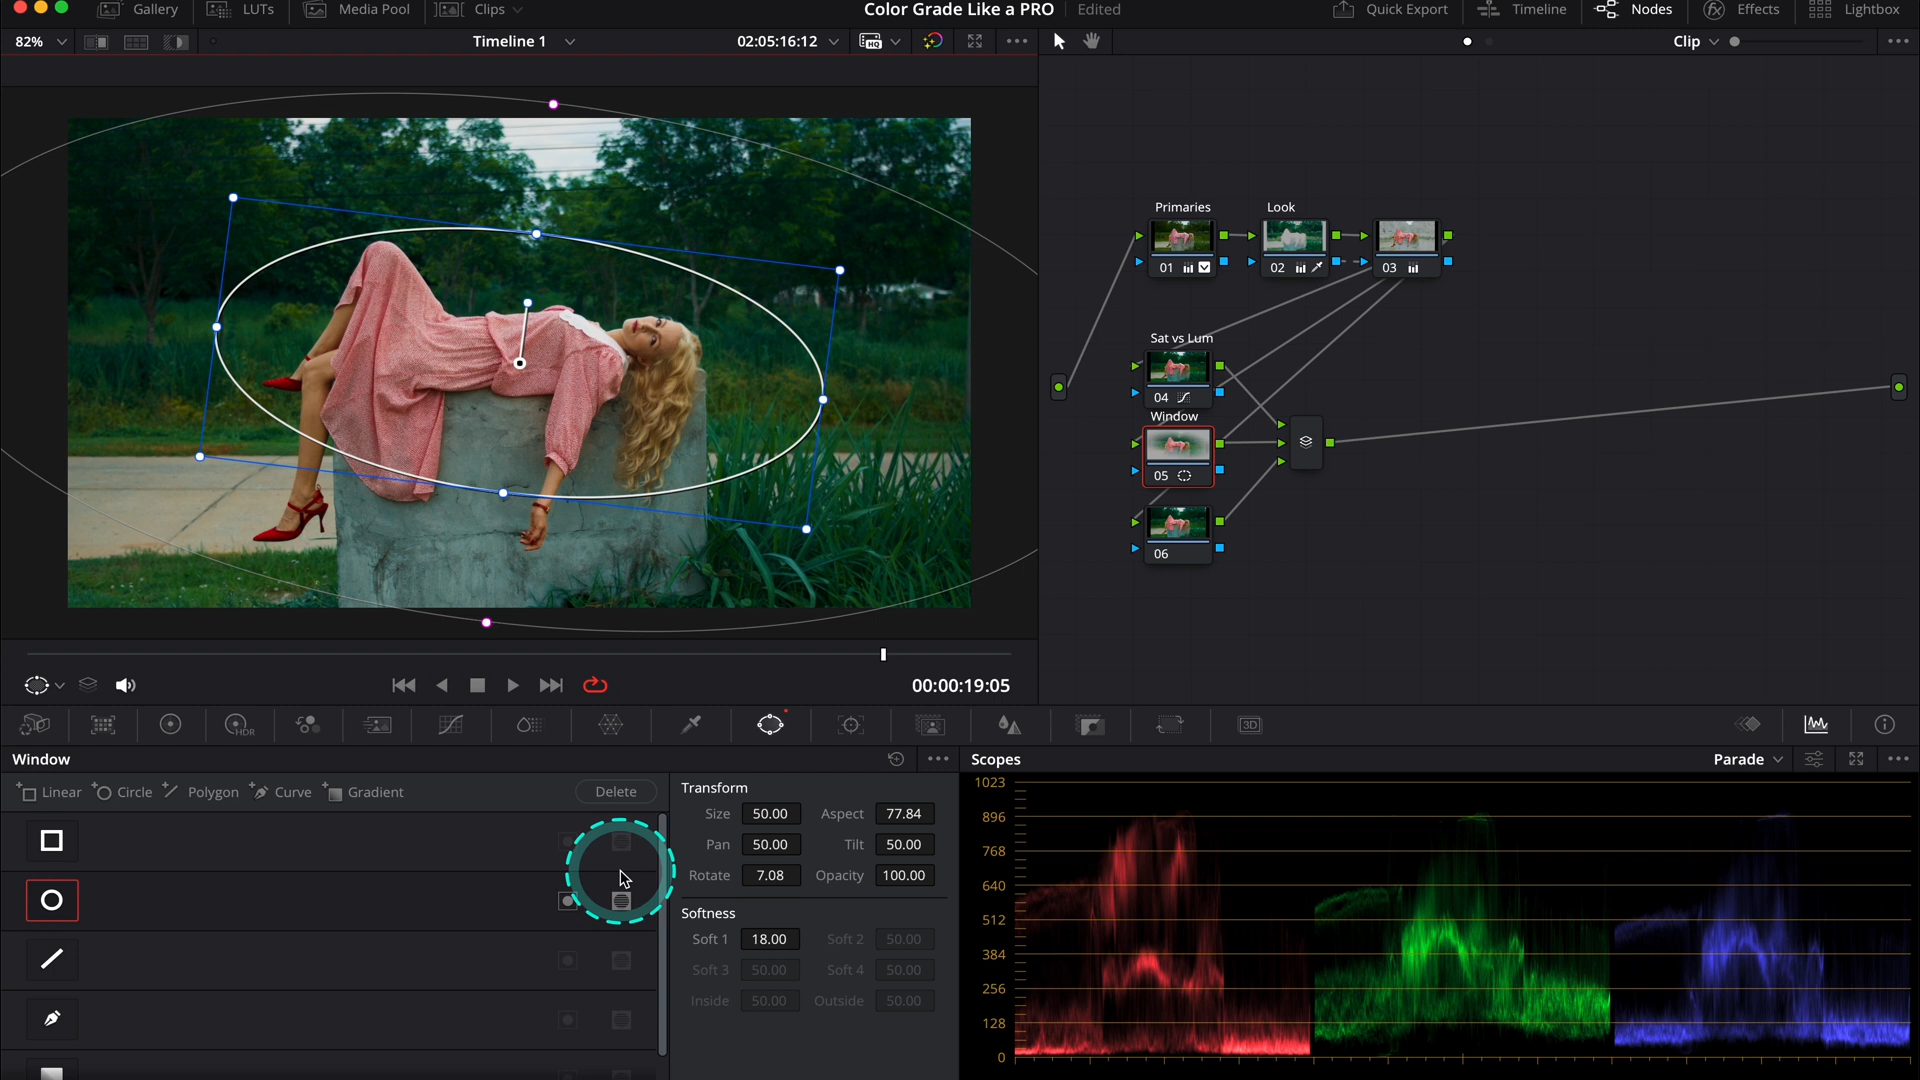 Gallery LUTs Media Pool Clips Color Grade Like a PRO Edited Quick Export Timeline Nodes Effects Lightbox
82% Timeline 1 02:05:16:12 HQ Clip
Primaries Look
01 02 03
Sat vs Lum
04
Window
05
06
00:00:19:05
HDR 3D
Window Scopes Parade
Linear Circle Polygon Curve Gradient Delete
Transform
Size 50.00 Aspect 77.84
Pan 50.00 Tilt 50.00
Rotate 7.08 Opacity 100.00
Softness
Soft 1 18.00 Soft 2 50.00
Soft 3 50.00 Soft 4 50.00
Inside 50.00 Outside 50.00
1023
896
768
640
512
384
256
128
0